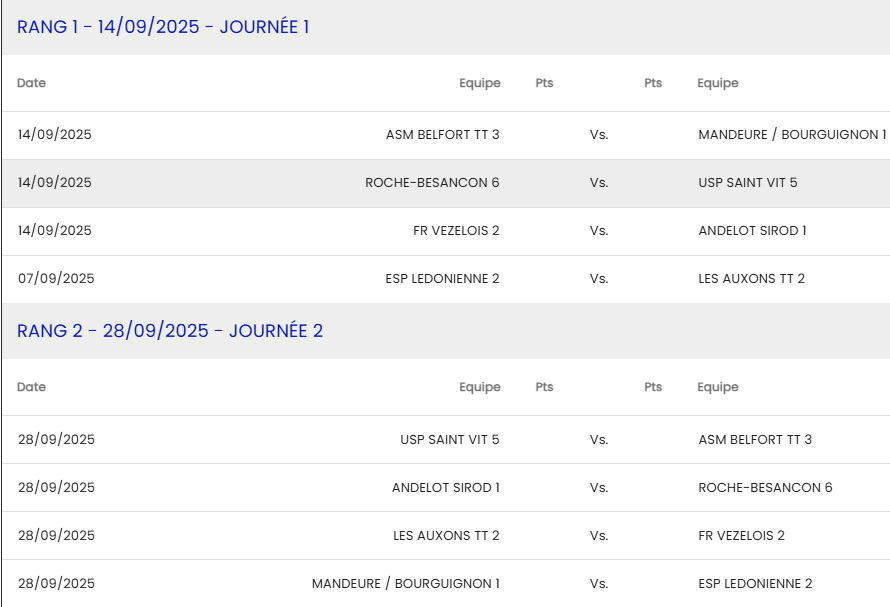 RANG 1 - 14/09/2025 - JOURNÉE 1
Date Equipe Pts Pts Equipe
14/09/2025 ASM BELFORT TT 3 Vs. MANDEURE / BOURGUIGNON 1
14/09/2025 ROCHE-BESANCON 6 Vs. USP SAINT VIT 5
14/09/2025 FR VEZELOIS 2 Vs. ANDELOT SIROD 1
07/09/2025 ESP LEDONIENNE 2 Vs. LES AUXONS TT 2
RANG 2 - 28/09/2025 - JOURNÉE 2
Date Equipe Pts Pts Equipe
28/09/2025 USP SAINT VIT 5 Vs. ASM BELFORT TT 3
28/09/2025 ANDELOT SIROD 1 Vs. ROCHE-BESANCON 6
28/09/2025 LES AUXONS TT 2 Vs. FR VEZELOIS 2
28/09/2025 MANDEURE / BOURGUIGNON 1 Vs. ESP LEDONIENNE 2